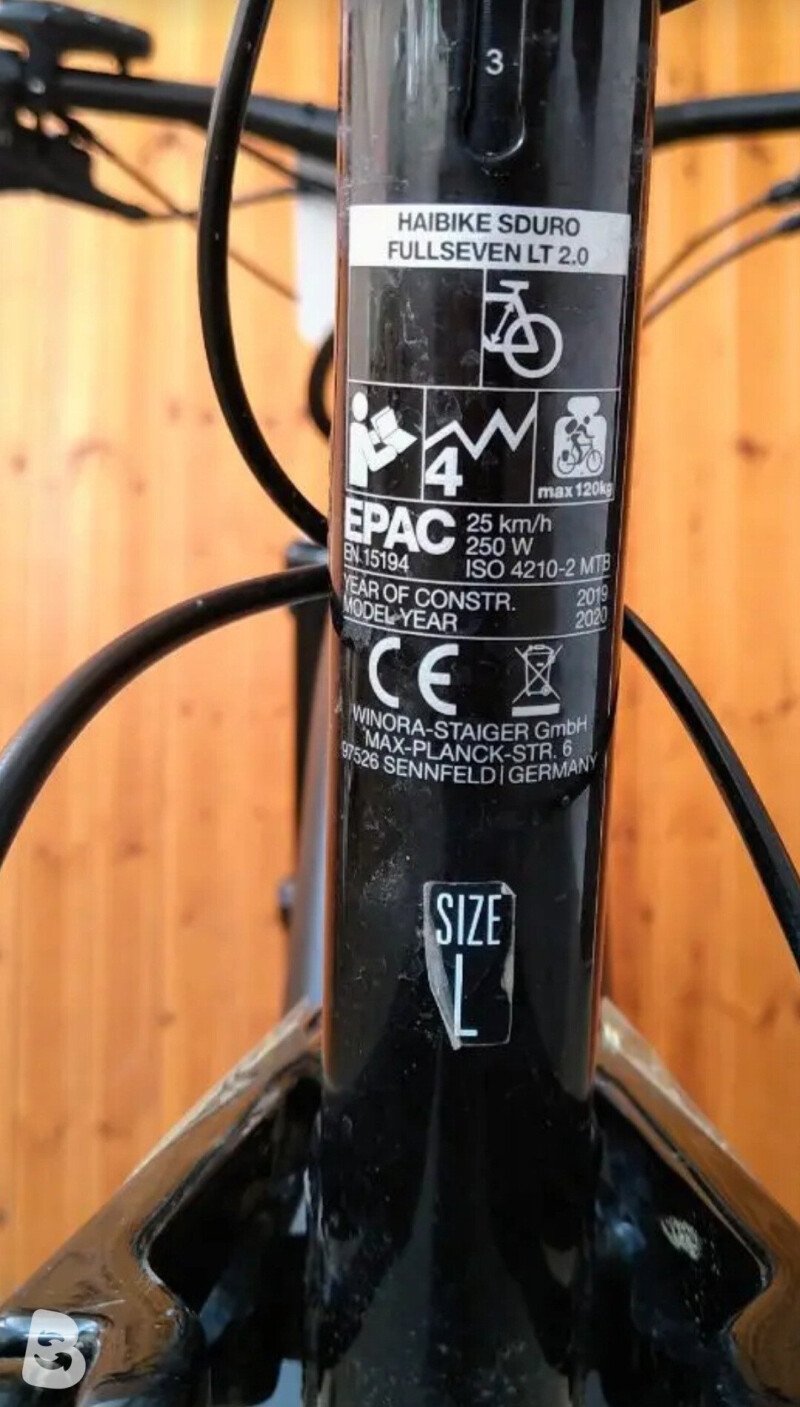 3
HAIBIKE SDURO
FULLSEVEN LT 2.0
4
max 120kg
EPAC 25 km/h
250 W
EN 15194 ISO 4210-2 MTB
YEAR OF CONSTR. 2019
MODEL YEAR 2020
CE
WINORA-STAIGER GmbH
MAX-PLANCK-STR. 6
97526 SENNFELD | GERMANY
SIZE
L
B